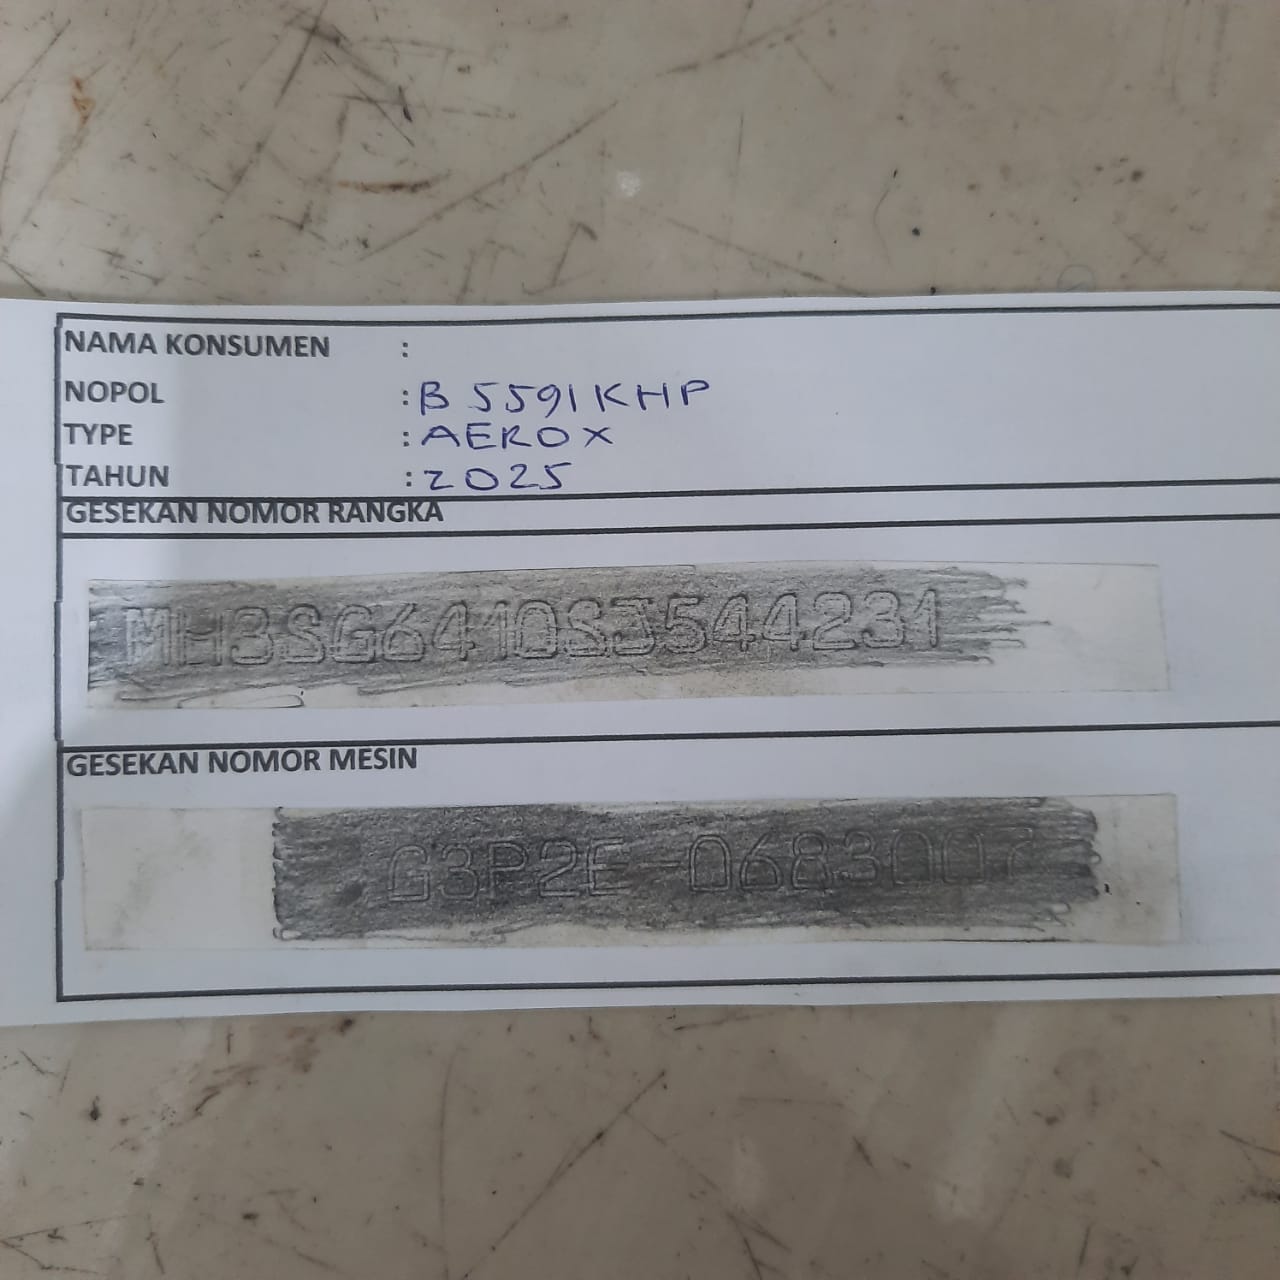 NAMA KONSUMEN :
NOPOL : B 5591 KHP
TYPE : AEROX
TAHUN : 2025
GESEKAN NOMOR RANGKA
MH3SG6410SJ544231
GESEKAN NOMOR MESIN
G3P2E-0683007